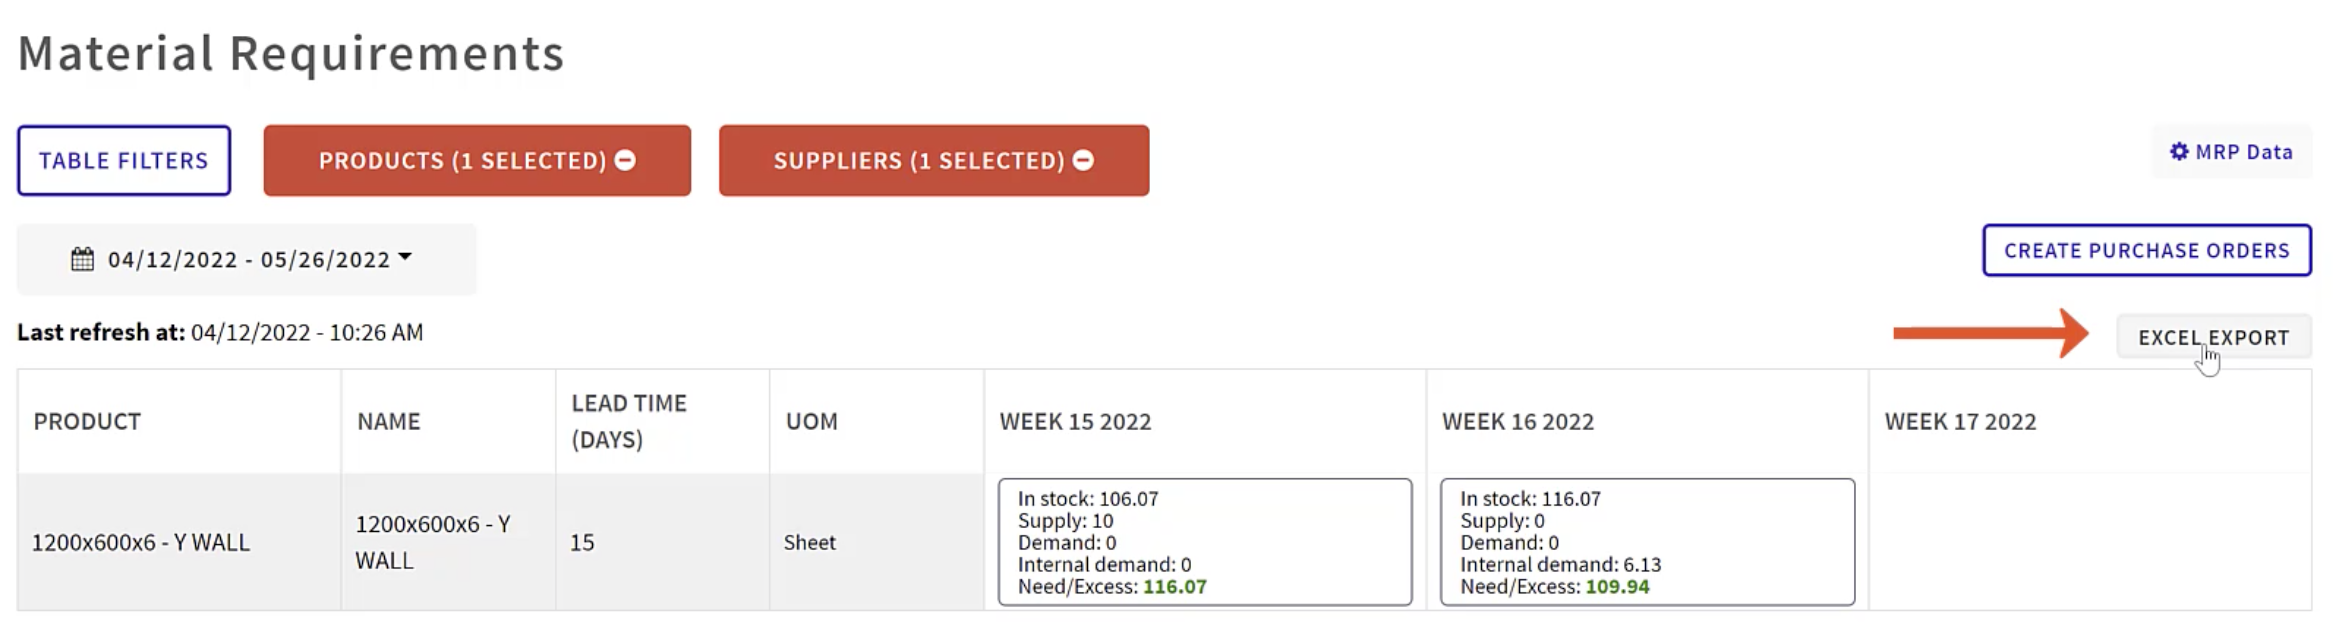 Material Requirements
TABLE FILTERS
PRODUCTS (1 SELECTED)
SUPPLIERS (1 SELECTED)
MRP Data
04/12/2022 - 05/26/2022
CREATE PURCHASE ORDERS
Last refresh at: 04/12/2022 - 10:26 AM
EXCEL EXPORT
PRODUCT
NAME
LEAD TIME
(DAYS)
UOM
WEEK 15 2022
WEEK 16 2022
WEEK 17 2022
1200x600x6 - Y WALL
1200x600x6 - Y
WALL
15
Sheet
In stock: 106.07
Supply: 10
Demand: 0
Internal demand: 0
Need/Excess: 116.07
In stock: 116.07
Supply: 0
Demand: 0
Internal demand: 6.13
Need/Excess: 109.94